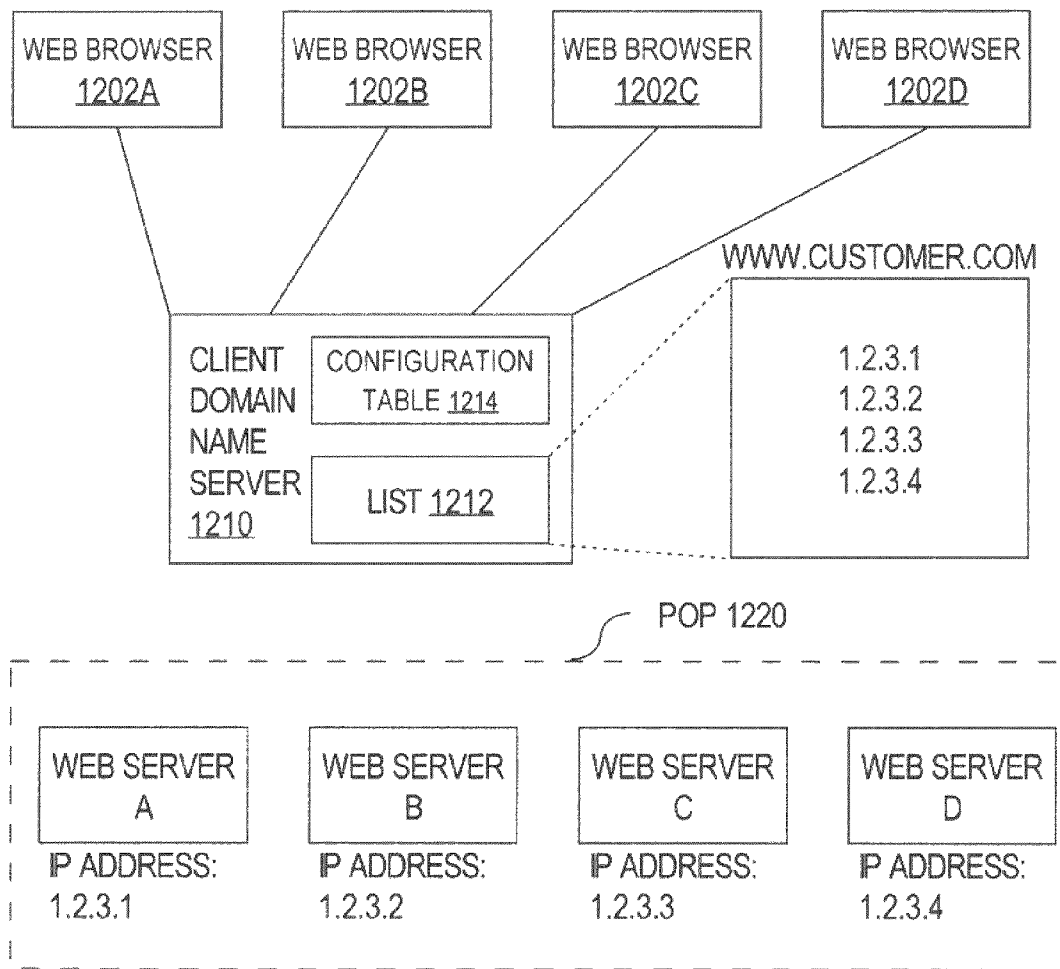 WEB BROWSER
1202A
WEB BROWSER
1202B
WEB BROWSER
1202C
WEB BROWSER
1202D
WWW.CUSTOMER.COM
CLIENT
DOMAIN
NAME
SERVER
1210
CONFIGURATION
TABLE 1214
LIST 1212
1.2.3.1
1.2.3.2
1.2.3.3
1.2.3.4
POP 1220
WEB SERVER
A
IP ADDRESS:
1.2.3.1
WEB SERVER
B
IP ADDRESS:
1.2.3.2
WEB SERVER
C
IP ADDRESS:
1.2.3.3
WEB SERVER
D
IP ADDRESS:
1.2.3.4